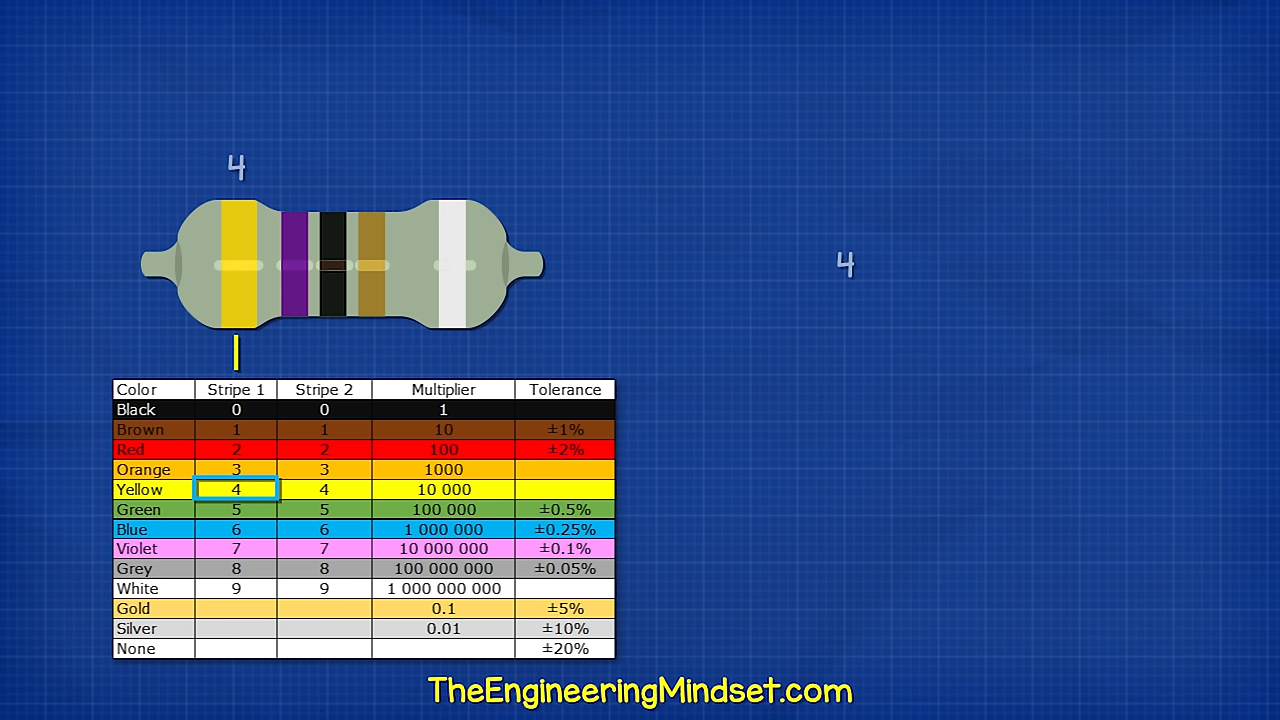 4
4
Color Stripe 1 Stripe 2 Multiplier Tolerance
Black 0 0 1
Brown 1 1 10 ±1%
Red 2 2 100 ±2%
Orange 3 3 1000
Yellow 4 4 10 000
Green 5 5 100 000 ±0.5%
Blue 6 6 1 000 000 ±0.25%
Violet 7 7 10 000 000 ±0.1%
Grey 8 8 100 000 000 ±0.05%
White 9 9 1 000 000 000
Gold 0.1 ±5%
Silver 0.01 ±10%
None ±20%
TheEngineeringMindset.com